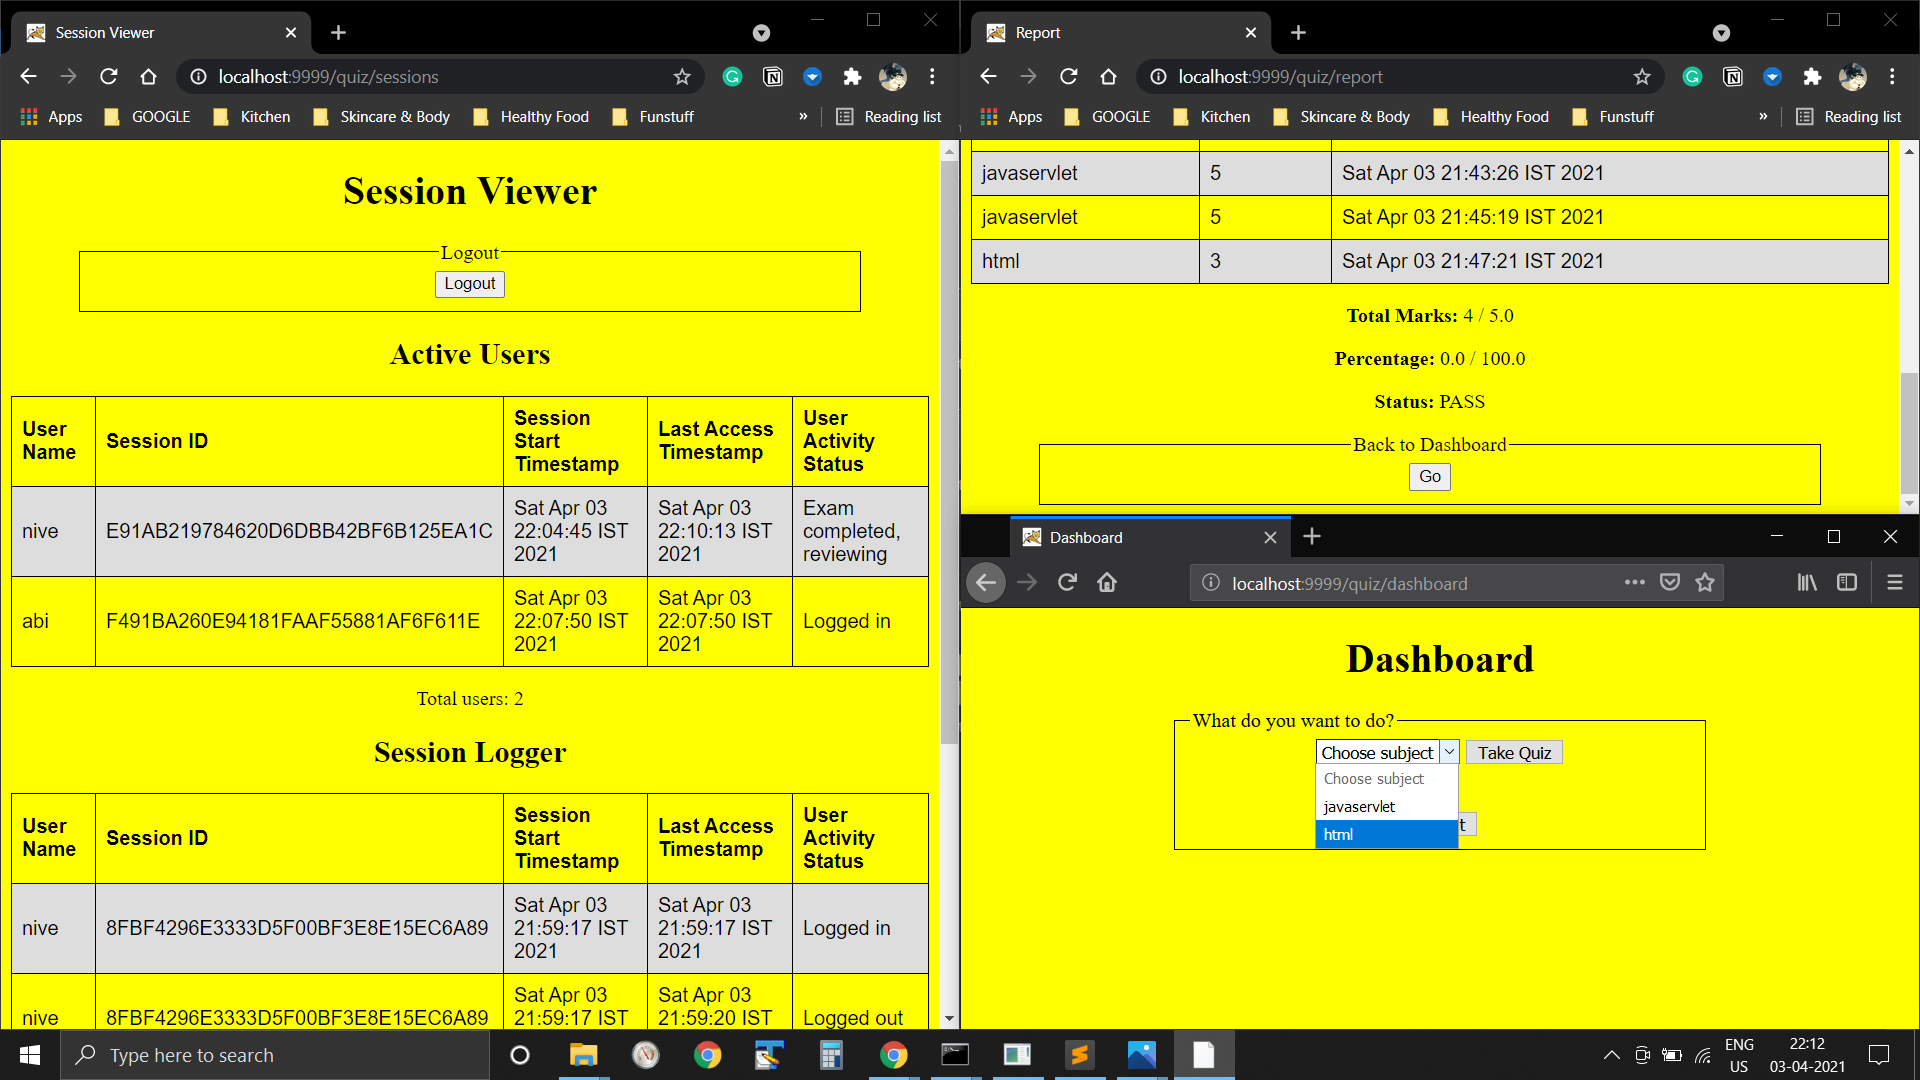 Session Viewer
localhost:9999/quiz/sessions
Apps
GOOGLE
Kitchen
Skincare & Body
Healthy Food
Funstuff
»
Reading list
Session Viewer
Logout
Logout
Active Users
User Name
Session ID
Session Start Timestamp
Last Access Timestamp
User Activity Status
nive
E91AB219784620D6DBB42BF6B125EA1C
Sat Apr 03 22:04:45 IST 2021
Sat Apr 03 22:10:13 IST 2021
Exam completed, reviewing
abi
F491BA260E94181FAAF55881AF6F611E
Sat Apr 03 22:07:50 IST 2021
Sat Apr 03 22:07:50 IST 2021
Logged in
Total users: 2
Session Logger
User Name
Session ID
Session Start Timestamp
Last Access Timestamp
User Activity Status
nive
8FBF4296E3333D5F00BF3E8E15EC6A89
Sat Apr 03 21:59:17 IST 2021
Sat Apr 03 21:59:17 IST 2021
Logged in
nive
8FBF4296E3333D5F00BF3E8E15EC6A89
Sat Apr 03 21:59:17 IST
Sat Apr 03 21:59:20 IST
Logged out
Report
localhost:9999/quiz/report
Apps
GOOGLE
Kitchen
Skincare & Body
Healthy Food
Funstuff
»
Reading list
javaservlet 5 Sat Apr 03 21:43:26 IST 2021
javaservlet 5 Sat Apr 03 21:45:19 IST 2021
html 3 Sat Apr 03 21:47:21 IST 2021
Total Marks: 4 / 5.0
Percentage: 0.0 / 100.0
Status: PASS
Back to Dashboard
Go
Dashboard
localhost:9999/quiz/dashboard
Dashboard
What do you want to do?
Choose subject
Take Quiz
Choose subject
javaservlet
html
t
Type here to search
ENG
US
22:12
03-04-2021